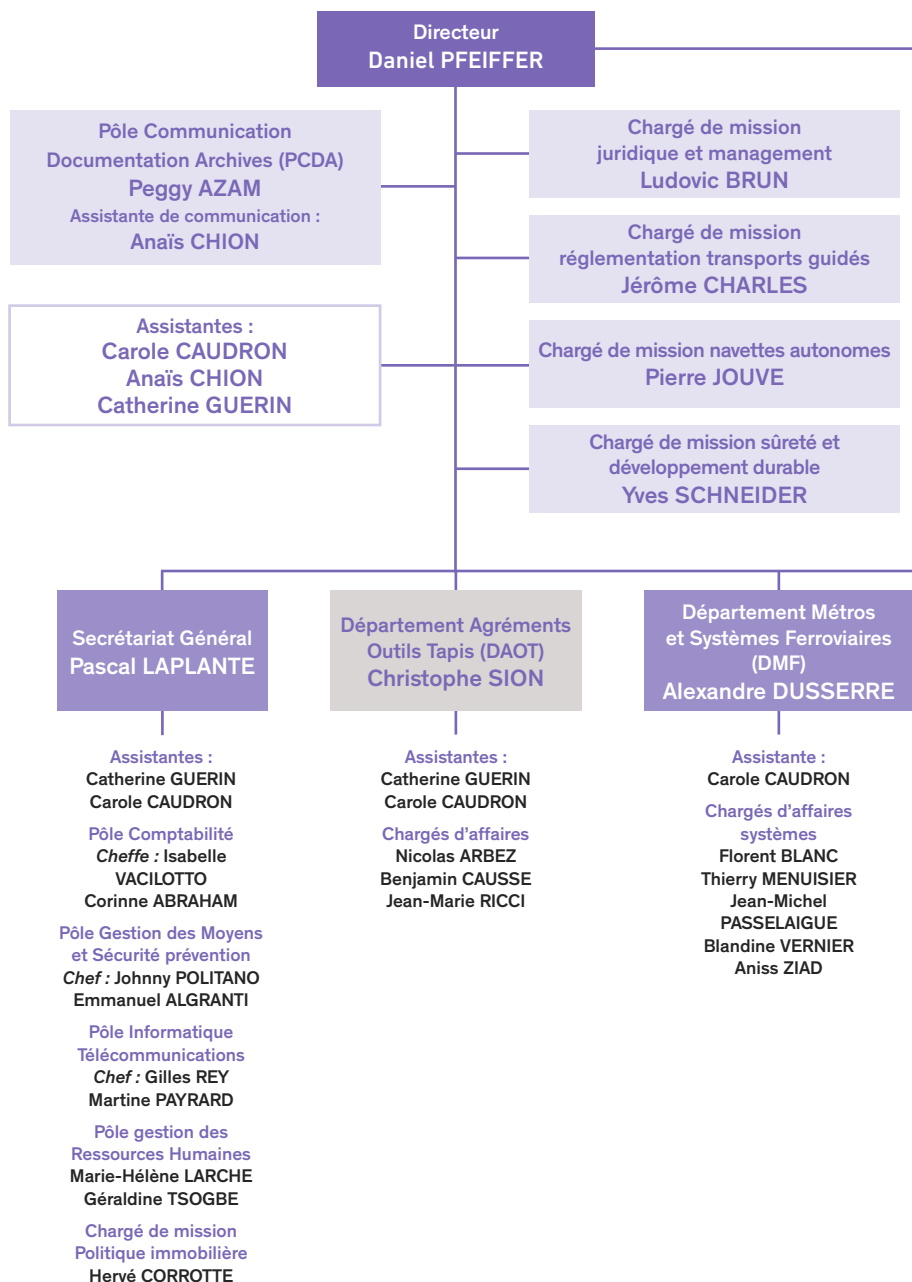 Directeur
Daniel PFEIFFER
Pôle Communication
Documentation Archives (PCDA)
Peggy AZAM
Assistante de communication :
Anaïs CHION
Assistantes :
Carole CAUDRON
Anaïs CHION
Catherine GUERIN
Chargé de mission
juridique et management
Ludovic BRUN
Chargé de mission
réglementation transports guidés
Jérôme CHARLES
Chargé de mission navettes autonomes
Pierre JOUVE
Chargé de mission sûreté et
développement durable
Yves SCHNEIDER
Secrétariat Général
Pascal LAPLANTE
Assistantes :
Catherine GUERIN
Carole CAUDRON
Pôle Comptabilité
Cheffe : Isabelle
VACILOTTO
Corinne ABRAHAM
Pôle Gestion des Moyens
et Sécurité prévention
Chef : Johnny POLITANO
Emmanuel ALGRANTI
Pôle Informatique
Télécommunications
Chef : Gilles REY
Martine PAYRARD
Pôle gestion des
Ressources Humaines
Marie-Hélène LARCHE
Géraldine TSOGBE
Chargé de mission
Politique immobilière
Hervé CORROTTE
Département Agréments
Outils Tapis (DAOT)
Christophe SION
Assistantes :
Catherine GUERIN
Carole CAUDRON
Chargés d'affaires
Nicolas ARBEZ
Benjamin CAUSSE
Jean-Marie RICCI
Département Métros
et Systèmes Ferroviaires
(DMF)
Alexandre DUSSERRE
Assistante :
Carole CAUDRON
Chargés d'affaires
systèmes
Florent BLANC
Thierry MENUISIER
Jean-Michel
PASSELAIGUE
Blandine VERNIER
Aniss ZIAD